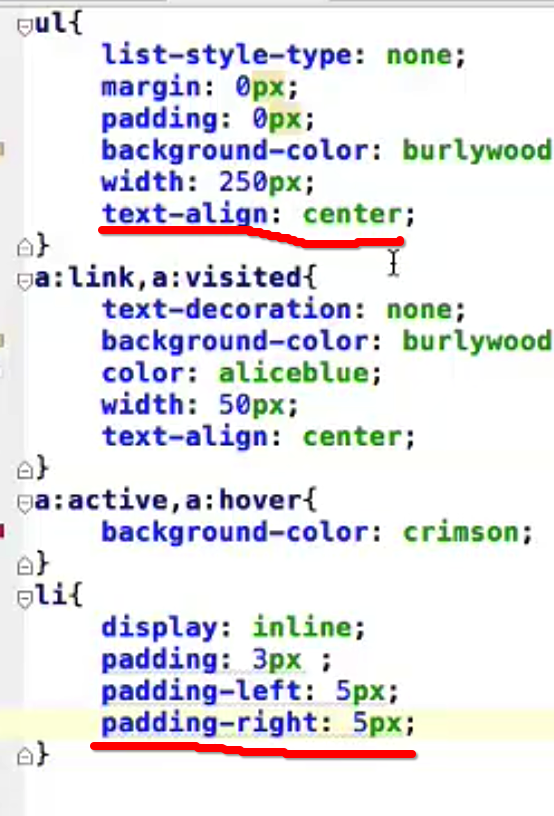 ul{
list-style-type: none;
margin: 0px;
padding: 0px;
background-color: burlywood
width: 250px;
text-align: center;
}
a:link,a:visited{
text-decoration: none;
background-color: burlywood
color: aliceblue;
width: 50px;
text-align: center;
}
a:active,a:hover{
background-color: crimson;
}
li{
display: inline;
padding: 3px ;
padding-left: 5px;
padding-right: 5px;
}